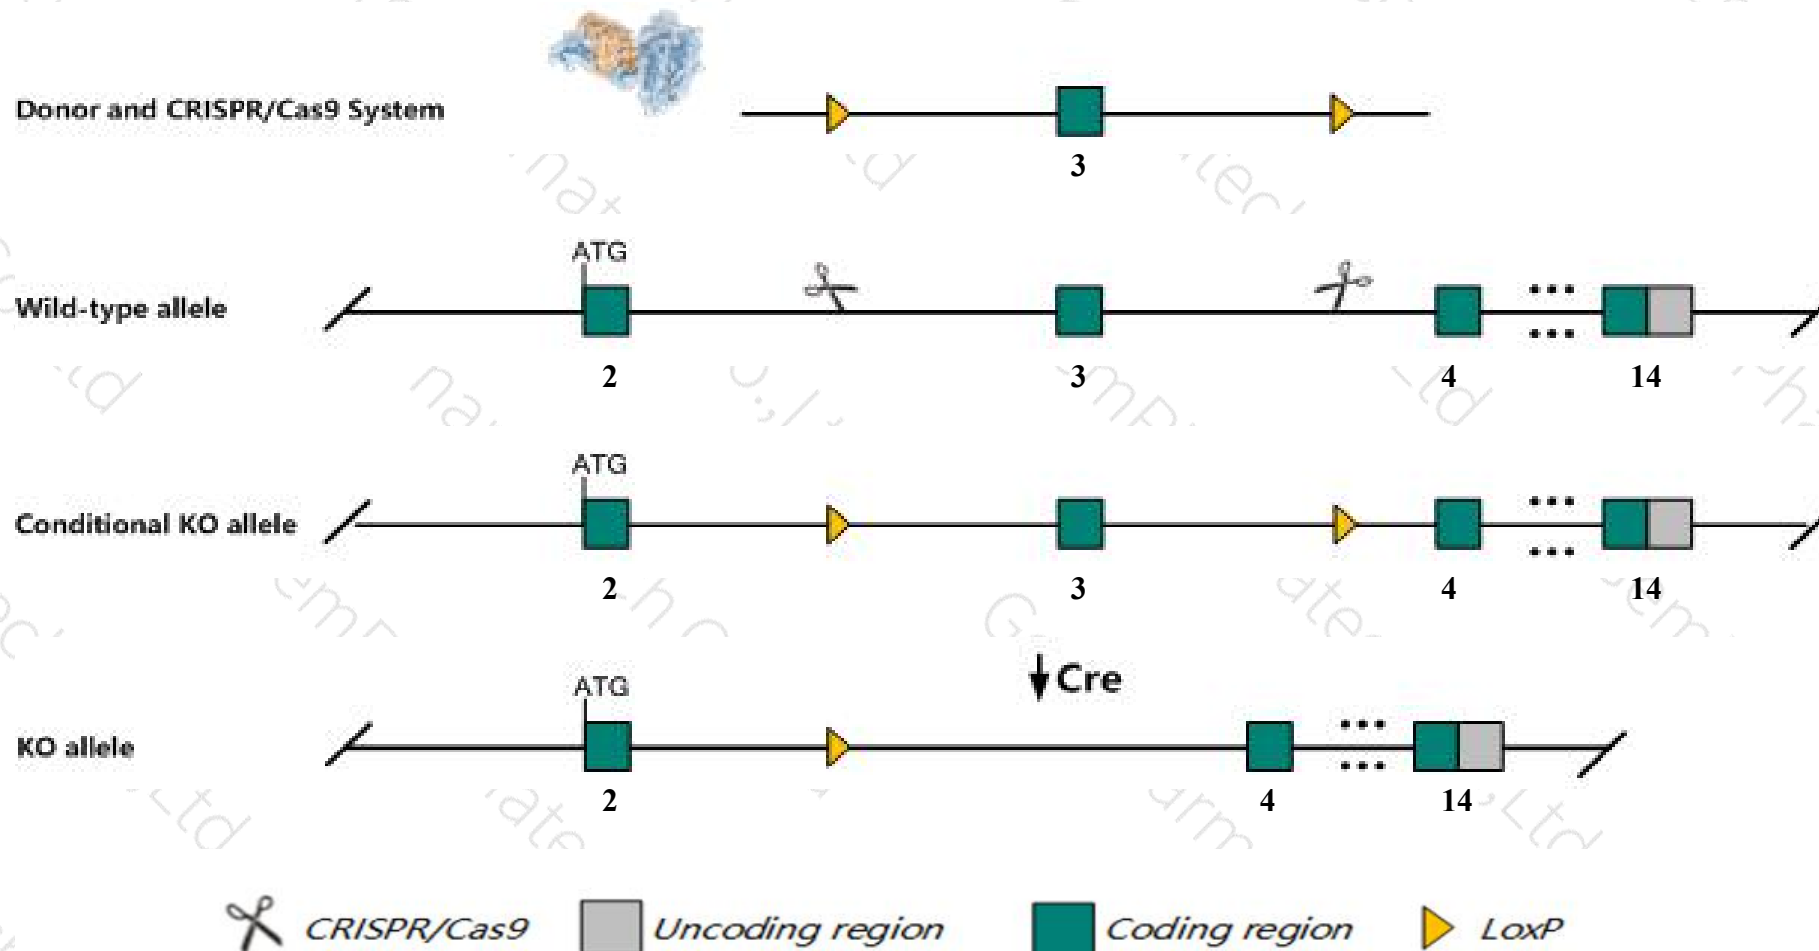 Donor and CRISPR/Cas9 System
3
ATG
Wild-type allele
2 3 4 14
ATG
Conditional KO allele
2 3 4 14
Cre
ATG
KO allele
2 4 14
CRISPR/Cas9 Uncoding region Coding region LoxP